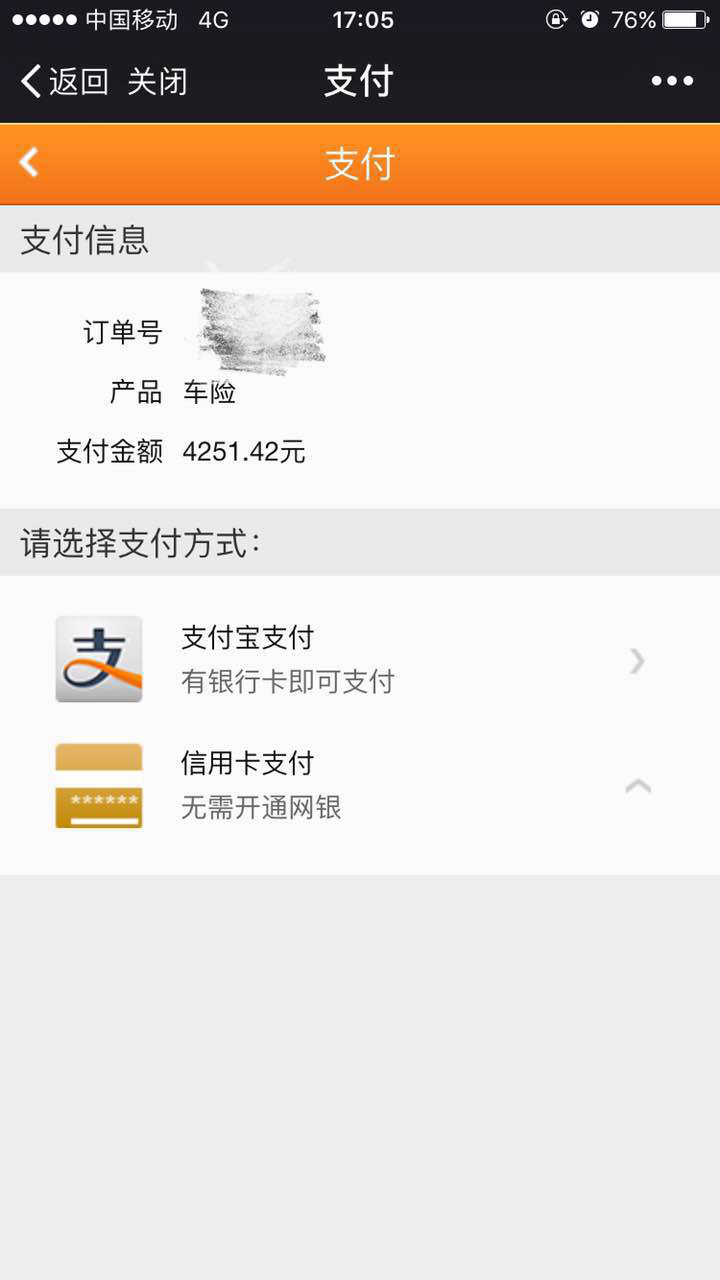 中国移动 4G 17:05 76%
返回 关闭 支付
支付
支付信息
订单号
产品 车险
支付金额 4251.42元
请选择支付方式：
支
支付宝支付
有银行卡即可支付
******
信用卡支付
无需开通网银